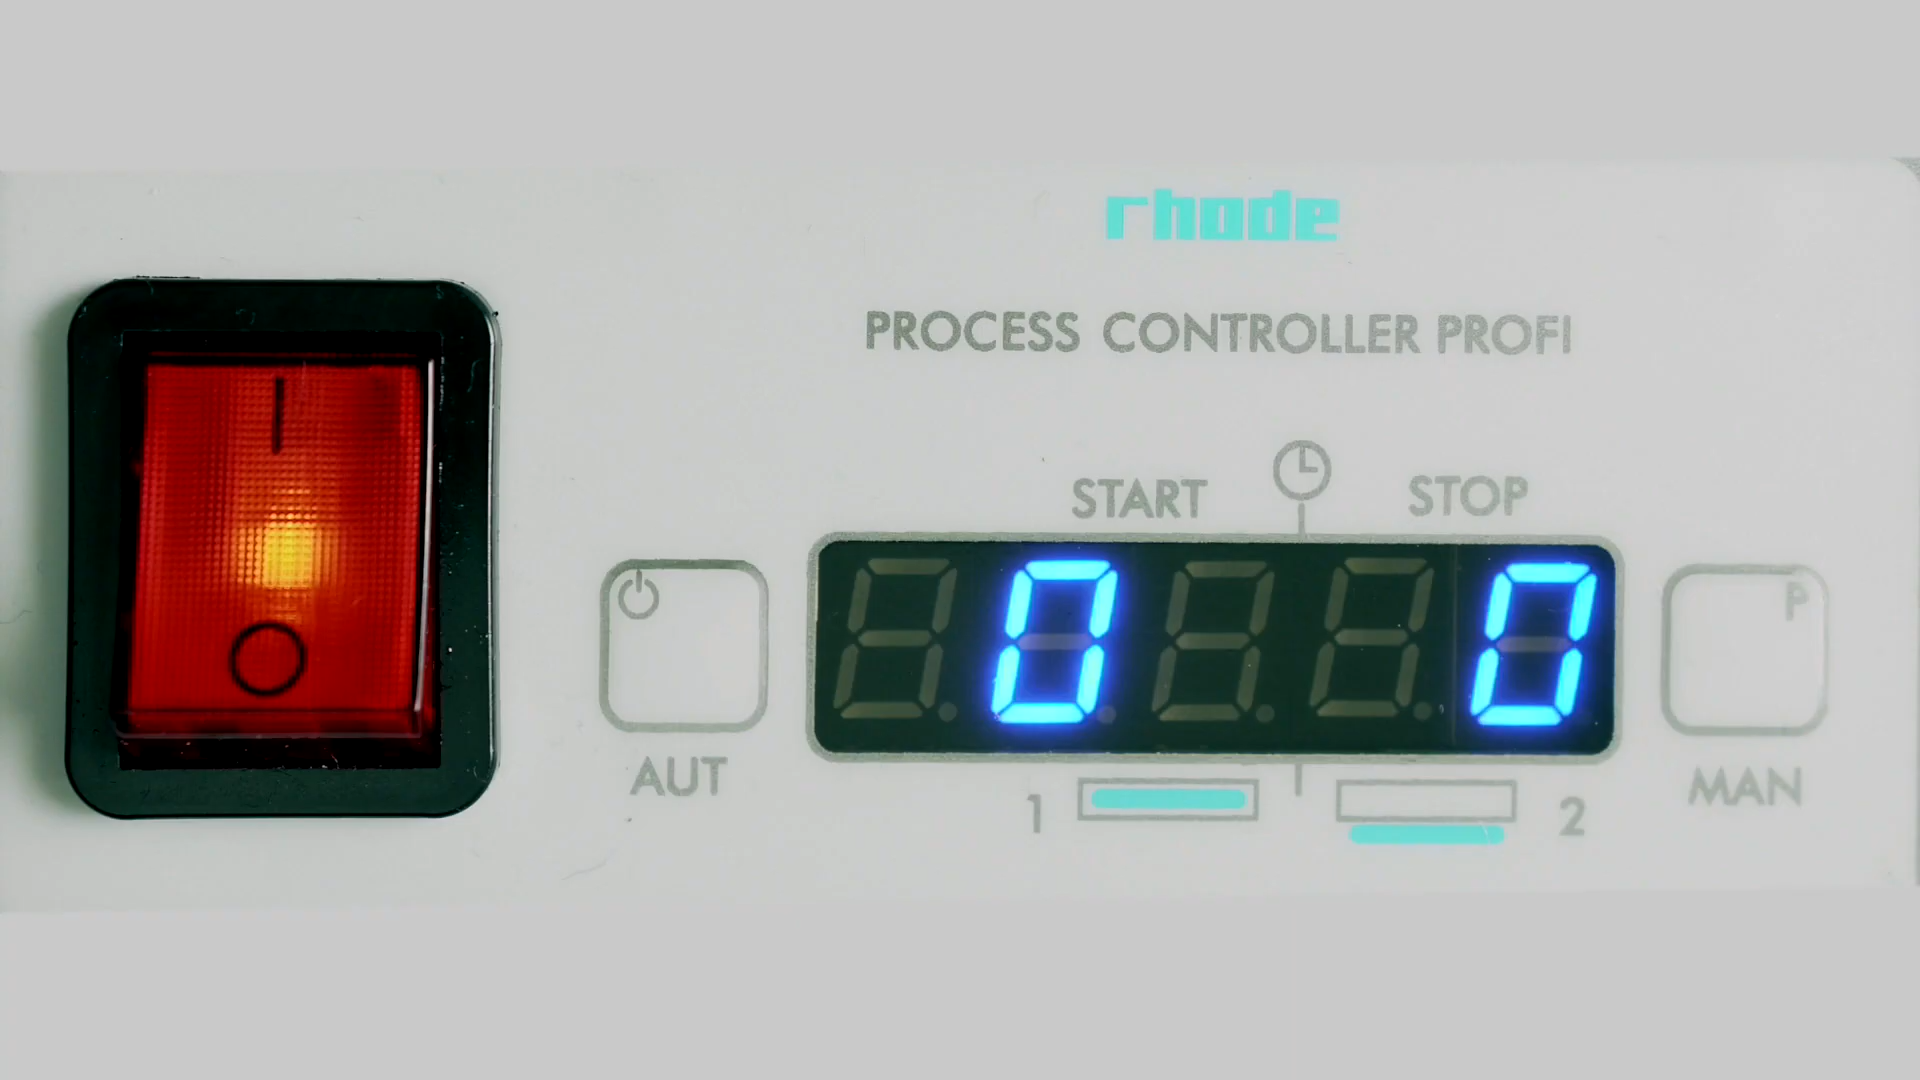 rhode
PROCESS CONTROLLER PROFI
START STOP
P
0 0
AUT
MAN
1 2